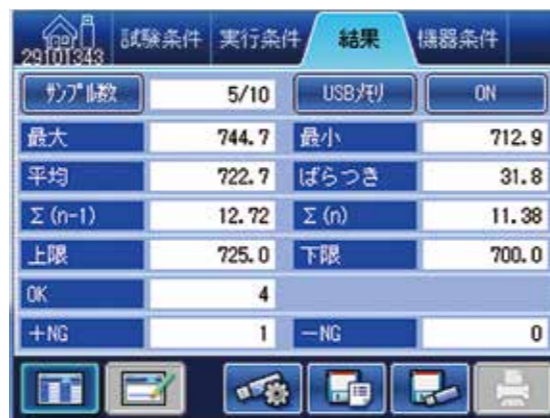 試験条件 実行条件 結果 機器条件
29101343
ｻﾝﾌﾟﾙ数 5/10 USBﾒﾓﾘ ON
最大 744.7 最小 712.9
平均 722.7 ばらつき 31.8
Σ(n-1) 12.72 Σ(n) 11.38
上限 725.0 下限 700.0
OK 4
+NG 1 -NG 0